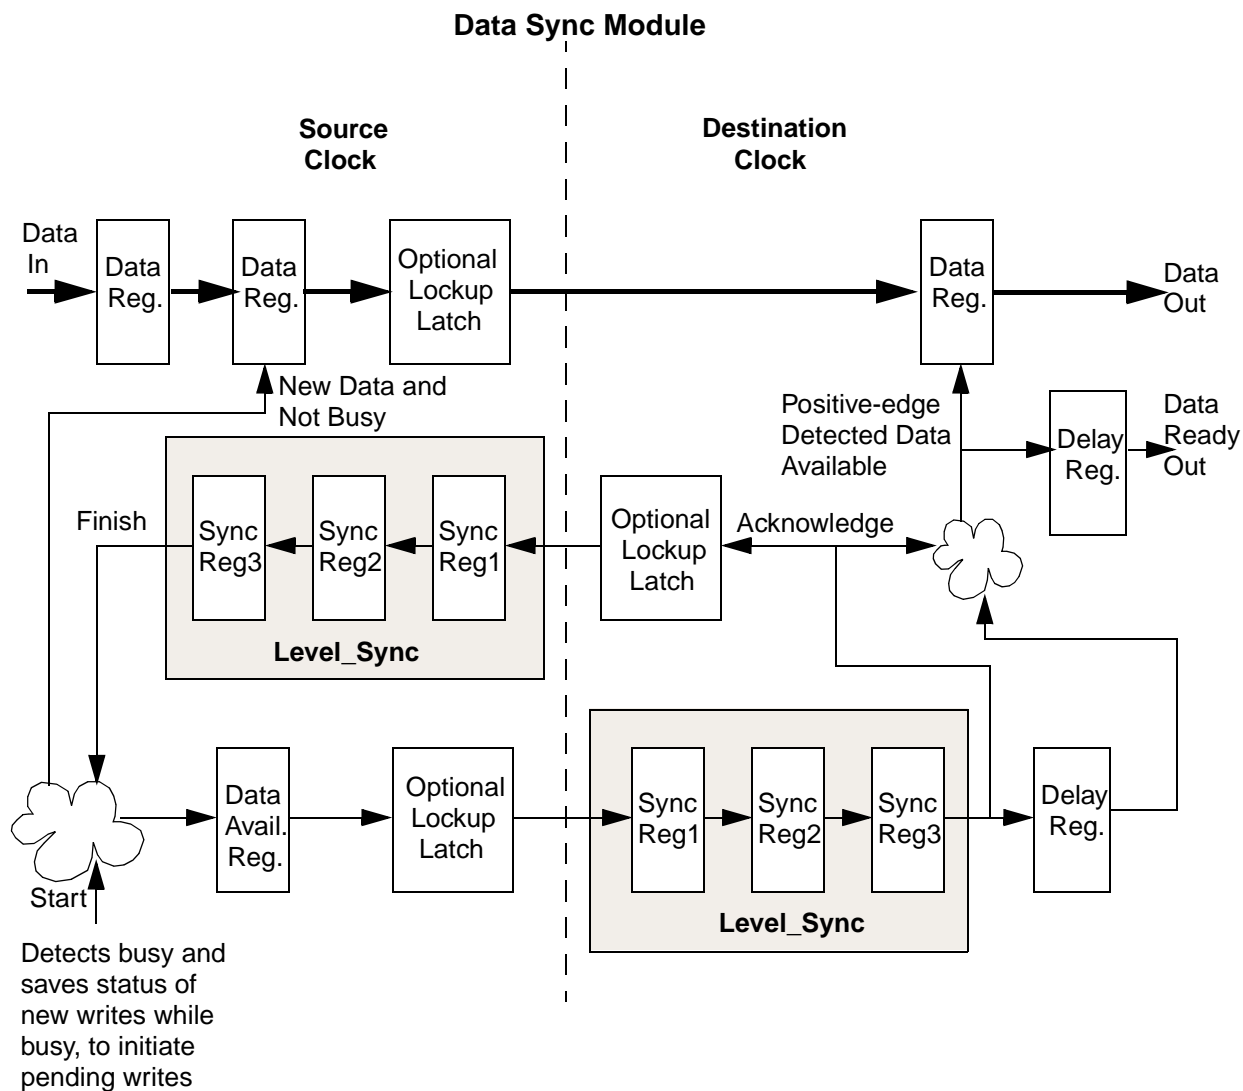 Data Sync Module
Source
Clock
Destination
Clock
Data
In
Data
Reg.
Data
Reg.
Optional
Lockup
Latch
Data
Reg.
Data
Out
New Data and
Not Busy
Positive-edge
Detected Data
Available
Delay
Reg.
Data
Ready
Out
Finish
Sync
Reg3
Sync
Reg2
Sync
Reg1
Level_Sync
Optional
Lockup
Latch
Acknowledge
Data
Avail.
Reg.
Optional
Lockup
Latch
Sync
Reg1
Sync
Reg2
Sync
Reg3
Level_Sync
Delay
Reg.
Start
Detects busy and
saves status of
new writes while
busy, to initiate
pending writes